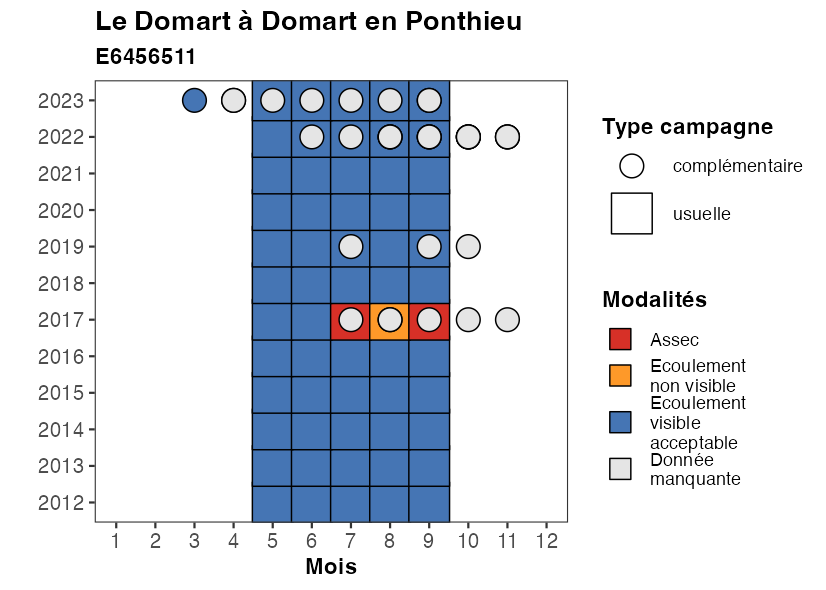 Le Domart à Domart en Ponthieu
E6456511
2023
2022
2021
2020
2019
2018
2017
2016
2015
2014
2013
2012
1 2 3 4 5 6 7 8 9 10 11 12
Mois
Type campagne
complémentaire
usuelle
Modalités
Assec
Ecoulement
non visible
Ecoulement
visible
acceptable
Donnée
manquante